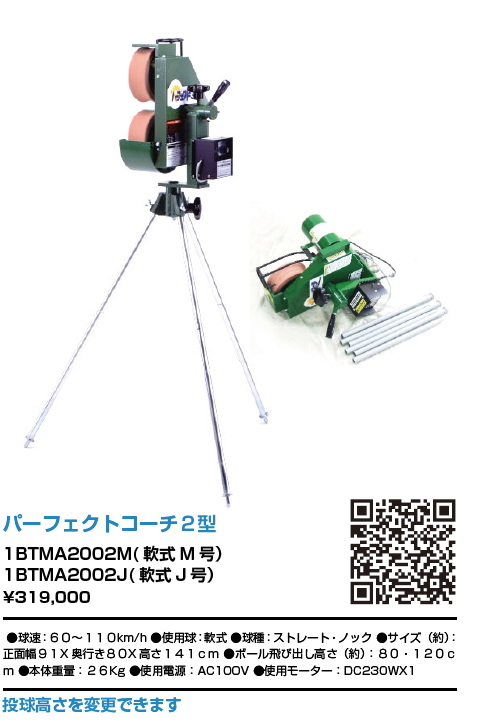 パーフェクトコーチ２型
1BTMA2002M( 軟式 M 号）
1BTMA2002J( 軟式 J 号）
¥319,000
●球速：６０〜１１０km/h ●使用球：軟式 ●球種：ストレート・ノック ●サイズ（約）：
正面幅９１X 奥行き８０X 高さ１４１ｃｍ ●ボール飛び出し高さ（約）：８０・１２０ｃ
ｍ ●本体重量：２６Kg ●使用電源：AC100V ●使用モーター：DC230WX1
投球高さを変更できます